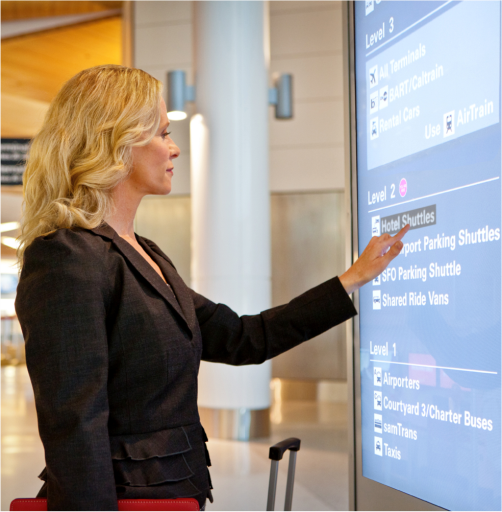 Level 3
All Terminals
BART/Caltrain
Rental Cars
Use AirTrain
Level 2
Hotel Shuttles
Airport Parking Shuttles
SFO Parking Shuttle
Shared Ride Vans
Level 1
Airporters
Courtyard 3/Charter Buses
samTrans
Taxis